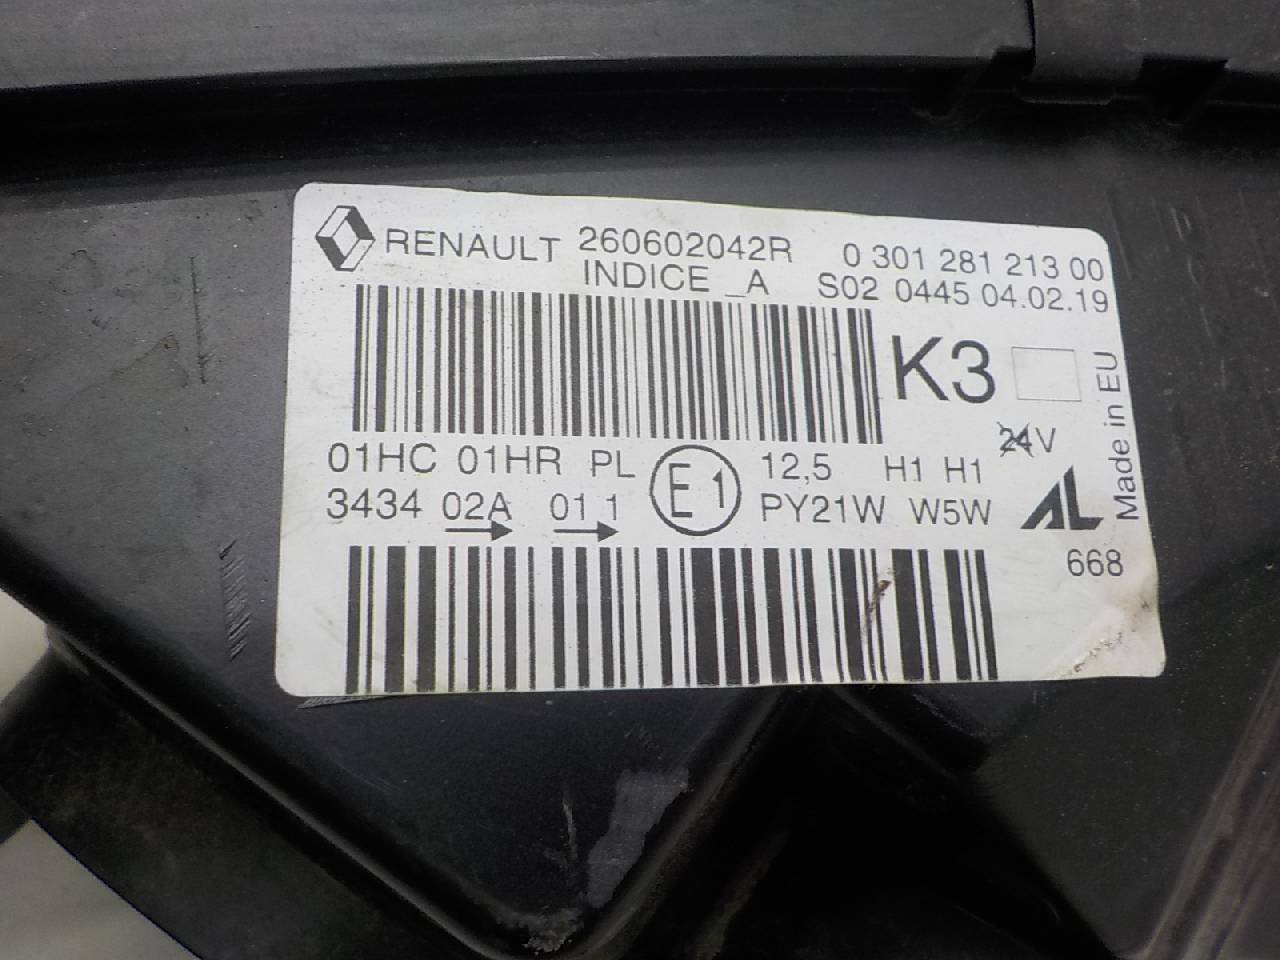 RENAULT 260602042R 0 301 281 213 00
INDICE _A S02 0445 04.02.19
K3
Made in EU
24V
01HC 01HR PL E1 12,5 H1 H1
3434 02A 01 1 PY21W W5W AL
668